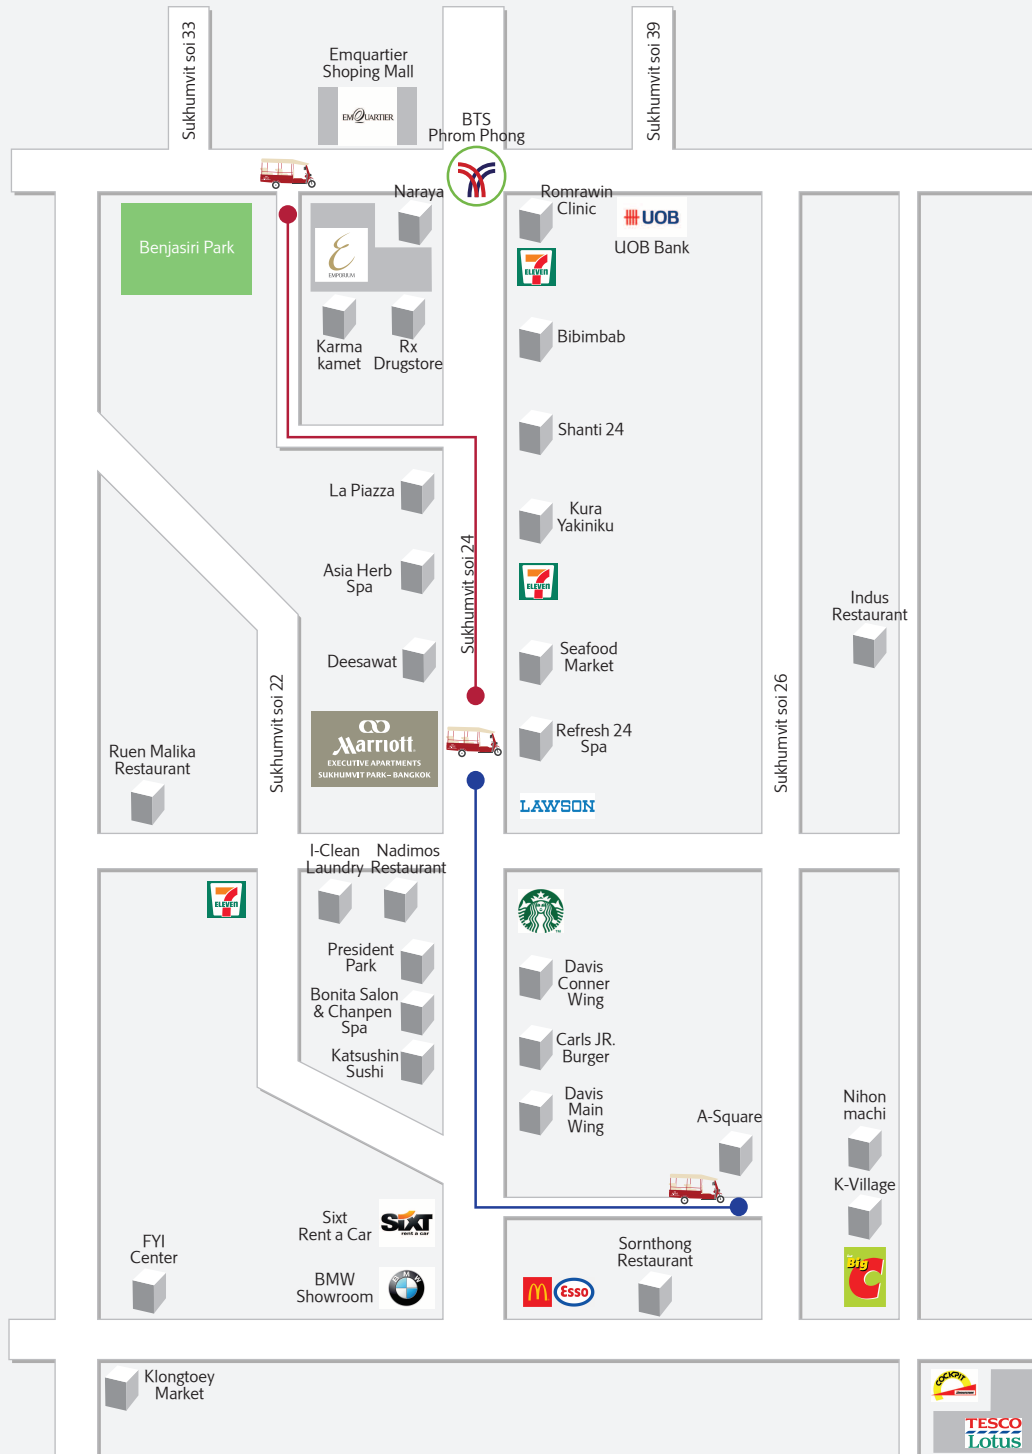 Sukhumvit soi 33
Emquartier
Shoping Mall
EMQUARTIER
BTS
Phrom Phong
Sukhumvit soi 39
Benjasiri Park
Naraya
EMPORIUM
Karma
kamet
Rx
Drugstore
Romrawin
Clinic
UOB
UOB Bank
7
ELEVEN
Bibimbab
Shanti 24
La Piazza
Kura
Yakiniku
Asia Herb
Spa
Sukhumvit soi 24
7
ELEVEN
Deesawat
Seafood
Market
Indus
Restaurant
Sukhumvit soi 22
Sukhumvit soi 26
Marriott
EXECUTIVE APARTMENTS
SUKHUMVIT PARK – BANGKOK
Refresh 24
Spa
Ruen Malika
Restaurant
LAWSON
I-Clean
Laundry
Nadimos
Restaurant
7
ELEVEN
President
Park
Bonita Salon
& Chanpen
Spa
Katsushin
Sushi
Davis
Conner
Wing
Carls JR.
Burger
Davis
Main
Wing
A-Square
Nihon
machi
K-Village
Sixt
Rent a Car
SIXT
rent a car
FYI
Center
BMW
Showroom
BMW
Esso
Sornthong
Restaurant
Big
C
Klongtoey
Market
COCKPIT
TESCO
Lotus